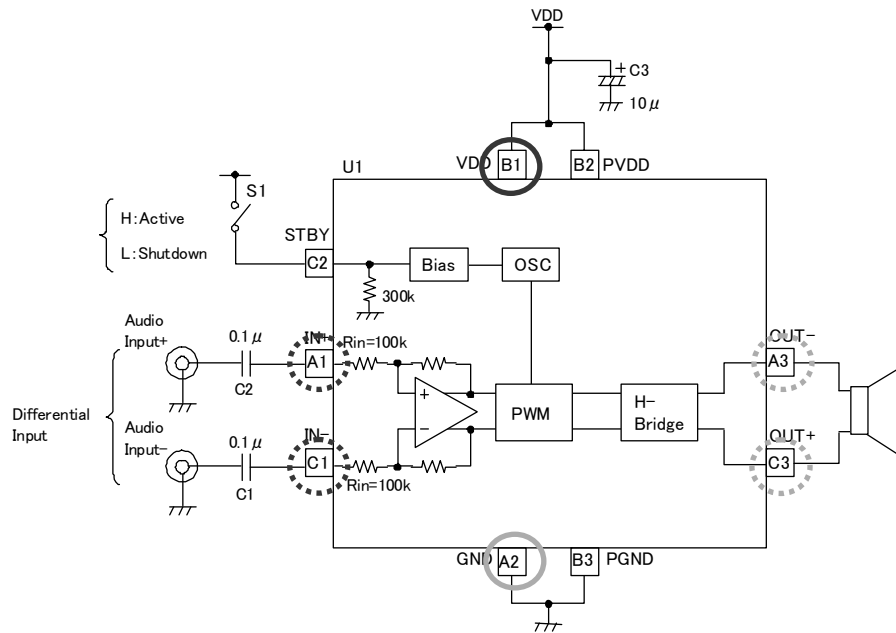 VDD
+ C3
10μ
U1
VDD B1
B2 PVDD
S1
H:Active
L:Shutdown
STBY
C2
Bias
OSC
300k
Audio
Input+
0.1μ
C2
IN+
A1
Rin=100k
OUT-
A3
Differential
Input
+
-
PWM
H-
Bridge
Audio
Input-
0.1μ
C1
IN-
C1
Rin=100k
OUT+
C3
GND A2
B3 PGND